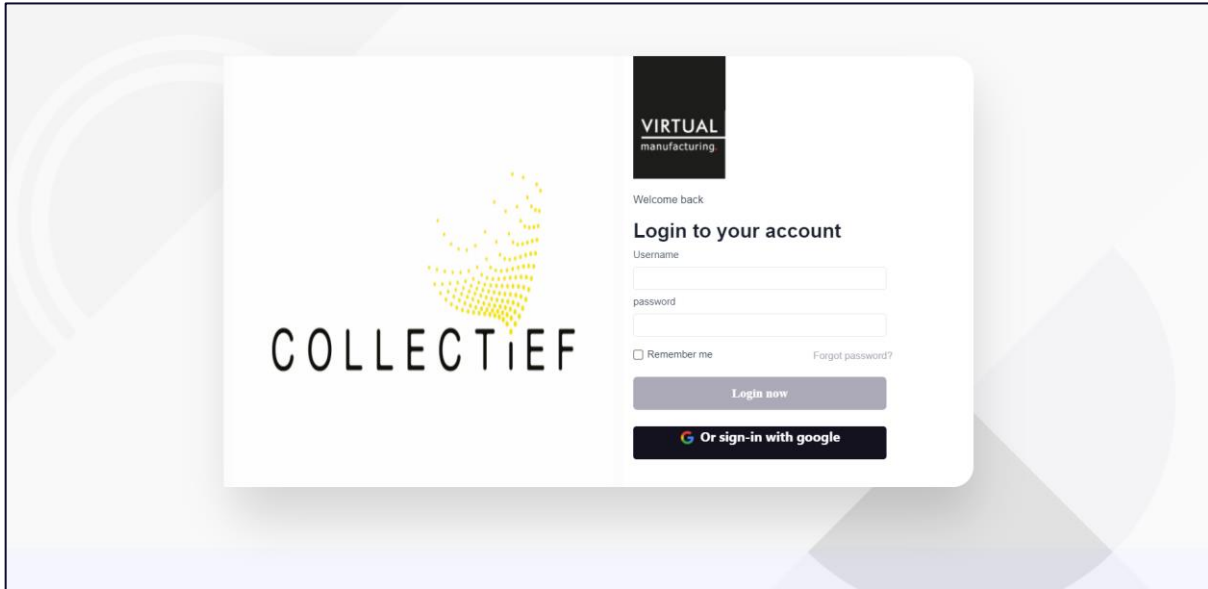 COLLECTiEF
VIRTUAL
manufacturing.
Welcome back
Login to your account
Username
password
Remember me
Forgot password?
Login now
Or sign-in with google